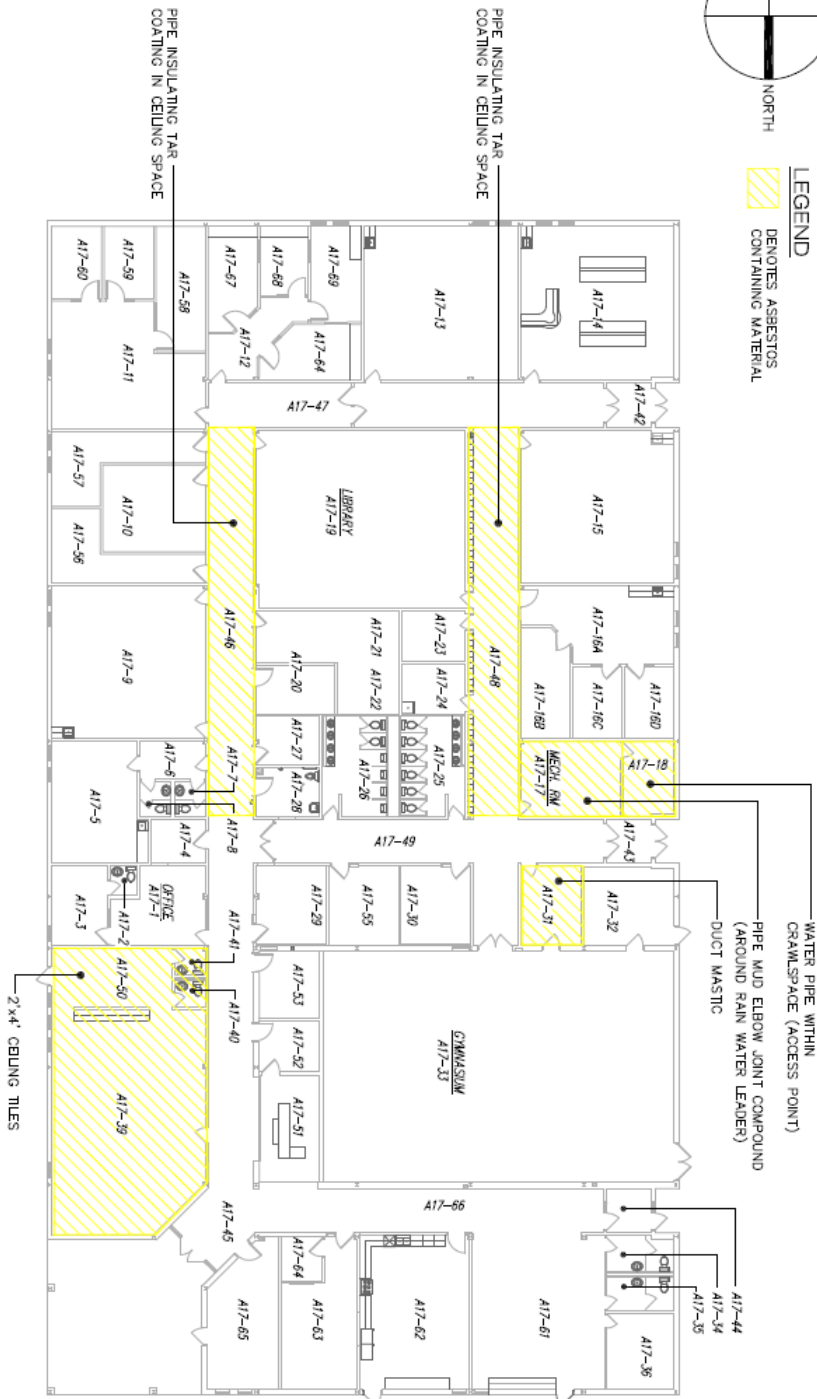 NORTH
LEGEND
DENOTES ASBESTOS
CONTAINING MATERIAL
PIPE INSULATING TAR
COATING IN CEILING SPACE
PIPE INSULATING TAR
COATING IN CEILING SPACE
WATER PIPE WITHIN
CRAWLSPACE (ACCESS POINT)
PIPE MUD ELBOW JOINT COMPOUND
(AROUND RAIN WATER LEADER)
DUCT MASTIC
2'x4' CEILING TILES
A17-60
A17-59
A17-58
A17-11
A17-67
A17-68
A17-69
A17-12
A17-64
A17-13
A17-14
A17-47
A17-42
A17-57
A17-10
A17-56
LIBRARY
A17-19
A17-15
A17-46
A17-48
A17-9
A17-21
A17-20
A17-22
A17-23
A17-24
A17-16A
A17-16B
A17-16C
A17-16D
A17-5
A17-6
A17-7
A17-8
A17-4
A17-27
A17-28
A17-26
A17-25
MECH. RM
A17-17
A17-18
A17-49
A17-43
A17-3
A17-2
OFFICE
A17-1
A17-41
A17-40
A17-29
A17-55
A17-30
A17-31
A17-32
A17-50
A17-39
A17-53
A17-52
A17-51
GYMNASIUM
A17-33
A17-45
A17-66
A17-44
A17-34
A17-35
A17-36
A17-65
A17-64
A17-63
A17-62
A17-61